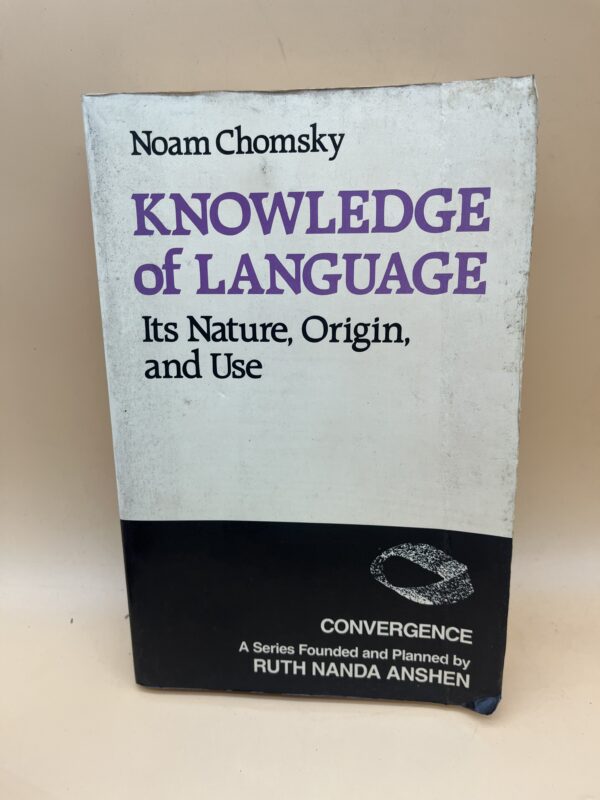 Noam Chomsky
KNOWLEDGE
of LANGUAGE
Its Nature, Origin,
and Use
CONVERGENCE
A Series Founded and Planned by
RUTH NANDA ANSHEN